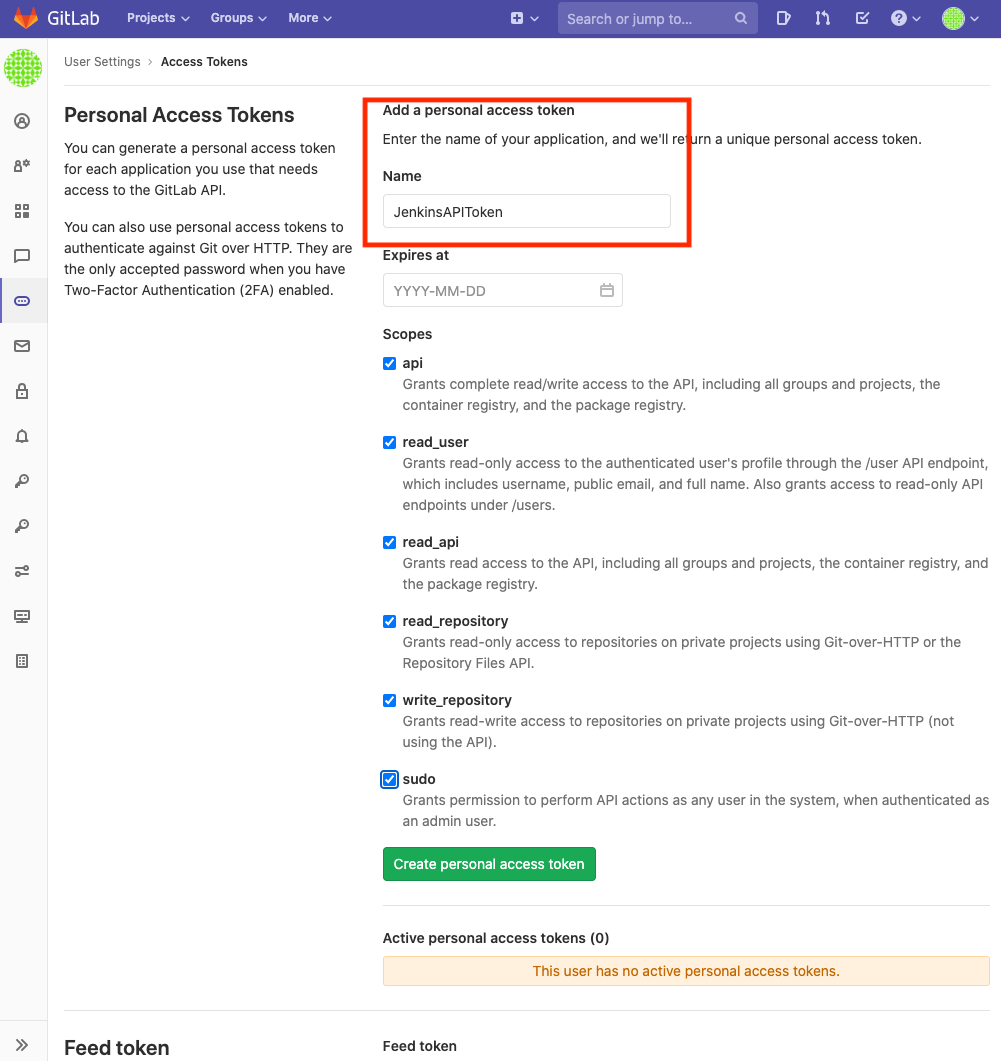 GitLab Projects Groups More Search or jump to...
User Settings › Access Tokens
Personal Access Tokens
You can generate a personal access token
for each application you use that needs
access to the GitLab API.
You can also use personal access tokens to
authenticate against Git over HTTP. They are
the only accepted password when you have
Two-Factor Authentication (2FA) enabled.
Add a personal access token
Enter the name of your application, and we'll return a unique personal access token.
Name
JenkinsAPIToken
Expires at
YYYY-MM-DD
Scopes
api
Grants complete read/write access to the API, including all groups and projects, the
container registry, and the package registry.
read_user
Grants read-only access to the authenticated user's profile through the /user API endpoint,
which includes username, public email, and full name. Also grants access to read-only API
endpoints under /users.
read_api
Grants read access to the API, including all groups and projects, the container registry, and
the package registry.
read_repository
Grants read-only access to repositories on private projects using Git-over-HTTP or the
Repository Files API.
write_repository
Grants read-write access to repositories on private projects using Git-over-HTTP (not
using the API).
sudo
Grants permission to perform API actions as any user in the system, when authenticated as
an admin user.
Create personal access token
Active personal access tokens (0)
This user has no active personal access tokens.
Feed token
Feed token